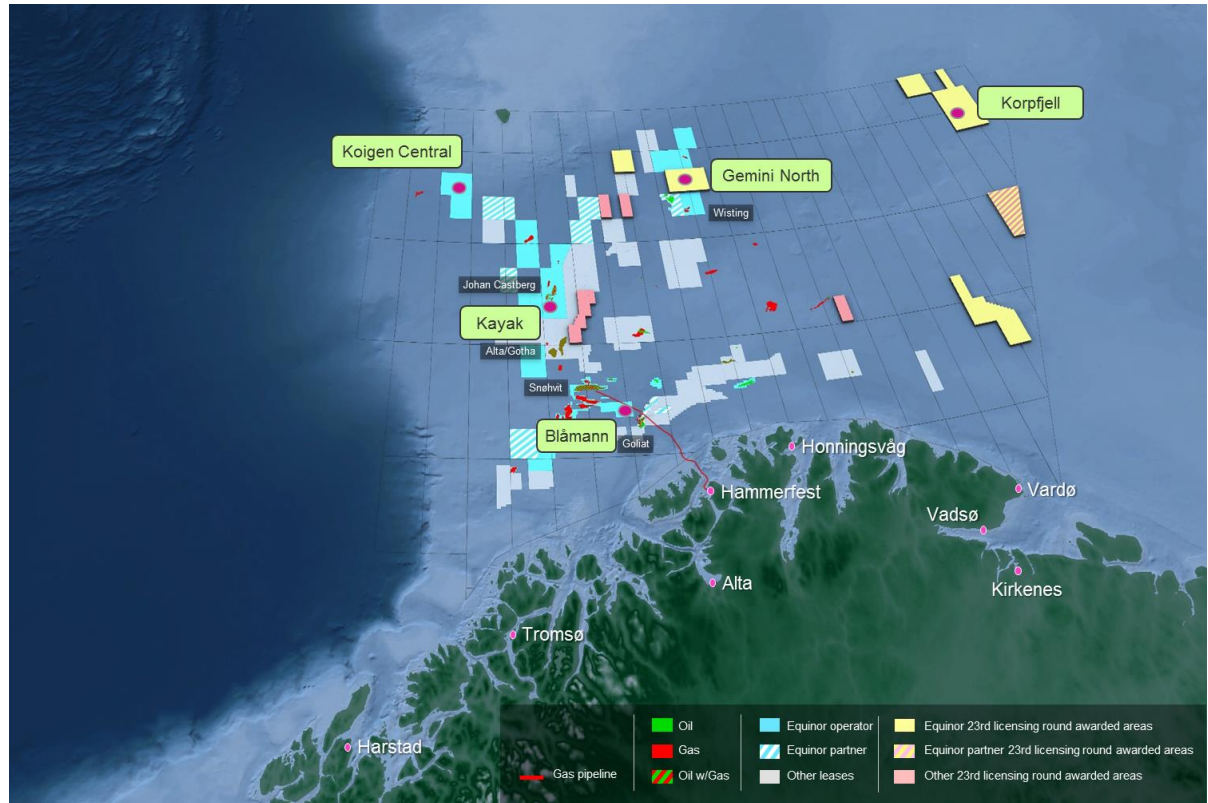 Korpfjell
Koigen Central
Gemini North
Wisting
Johan Castberg
Kayak
Alta/Gotha
Snøhvit
Blåmann
Goliat
Honningsvåg
Hammerfest
Vardø
Vadsø
Alta
Kirkenes
Tromsø
Harstad
Gas pipeline
Oil
Gas
Oil w/Gas
Equinor operator
Equinor partner
Other leases
Equinor 23rd licensing round awarded areas
Equinor partner 23rd licensing round awarded areas
Other 23rd licensing round awarded areas